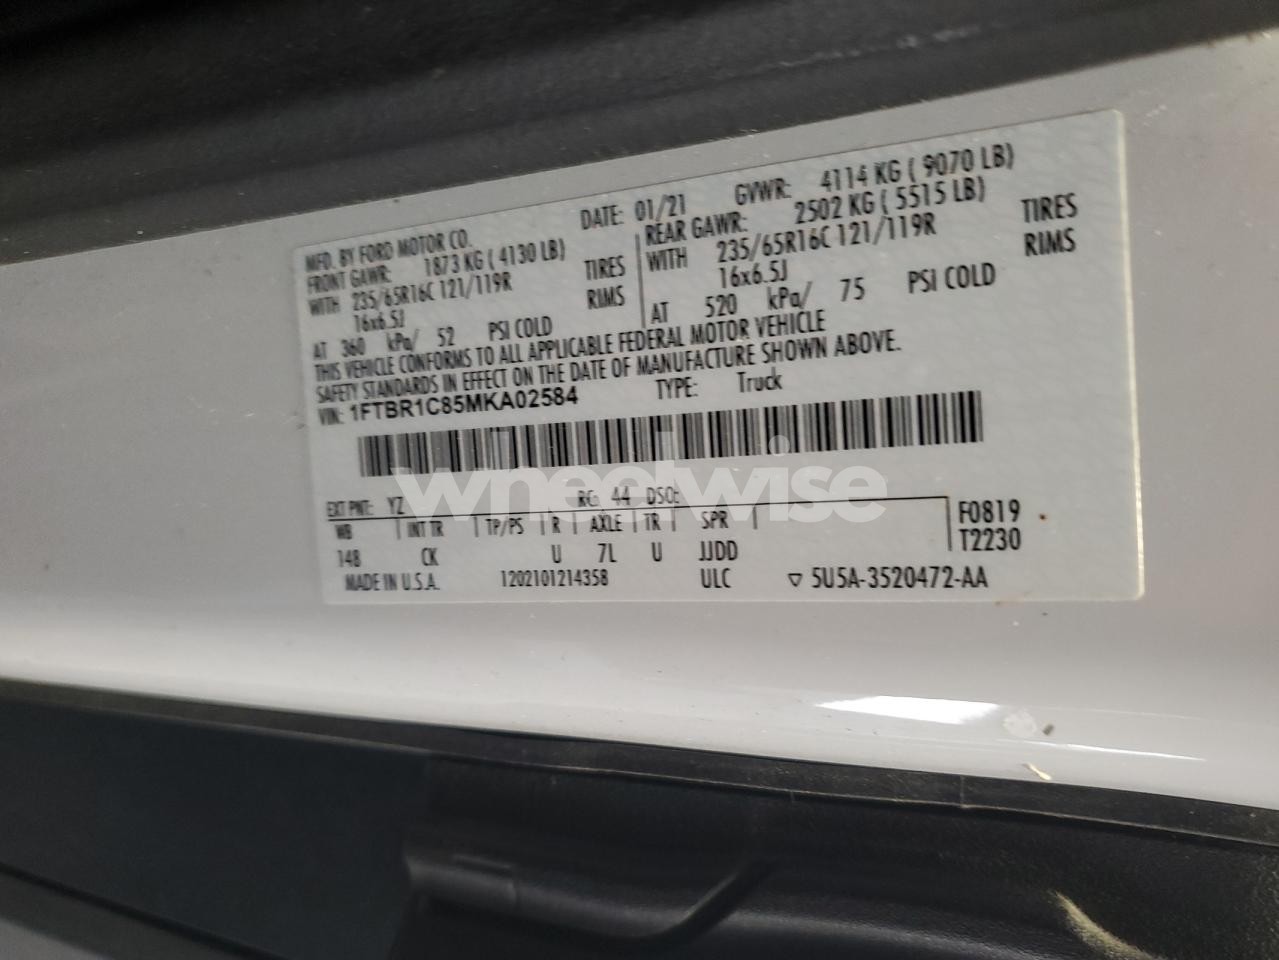 MFD. BY FORD MOTOR CO. DATE: 01/21 GVWR: 4114 KG ( 9070 LB)
FRONT GAWR: 1873 KG ( 4130 LB) REAR GAWR: 2502 KG ( 5515 LB)
WITH 235/65R16C 121/119R TIRES WITH 235/65R16C 121/119R TIRES
16x6.5J RIMS 16x6.5J RIMS
AT 360 kPa/ 52 PSI COLD AT 520 kPa/ 75 PSI COLD
THIS VEHICLE CONFORMS TO ALL APPLICABLE FEDERAL MOTOR VEHICLE
SAFETY STANDARDS IN EFFECT ON THE DATE OF MANUFACTURE SHOWN ABOVE.
VIN: 1FTBR1C85MKA02584 TYPE: Truck
wheelwise
EXT PNT: YZ RC: 44 DSO:
WB INT TR TP/PS R AXLE TR SPR F0819
148 CK U 7L U JJDD T2230
MADE IN U.S.A. 1202101214358 ULC 5U5A-3520472-AA